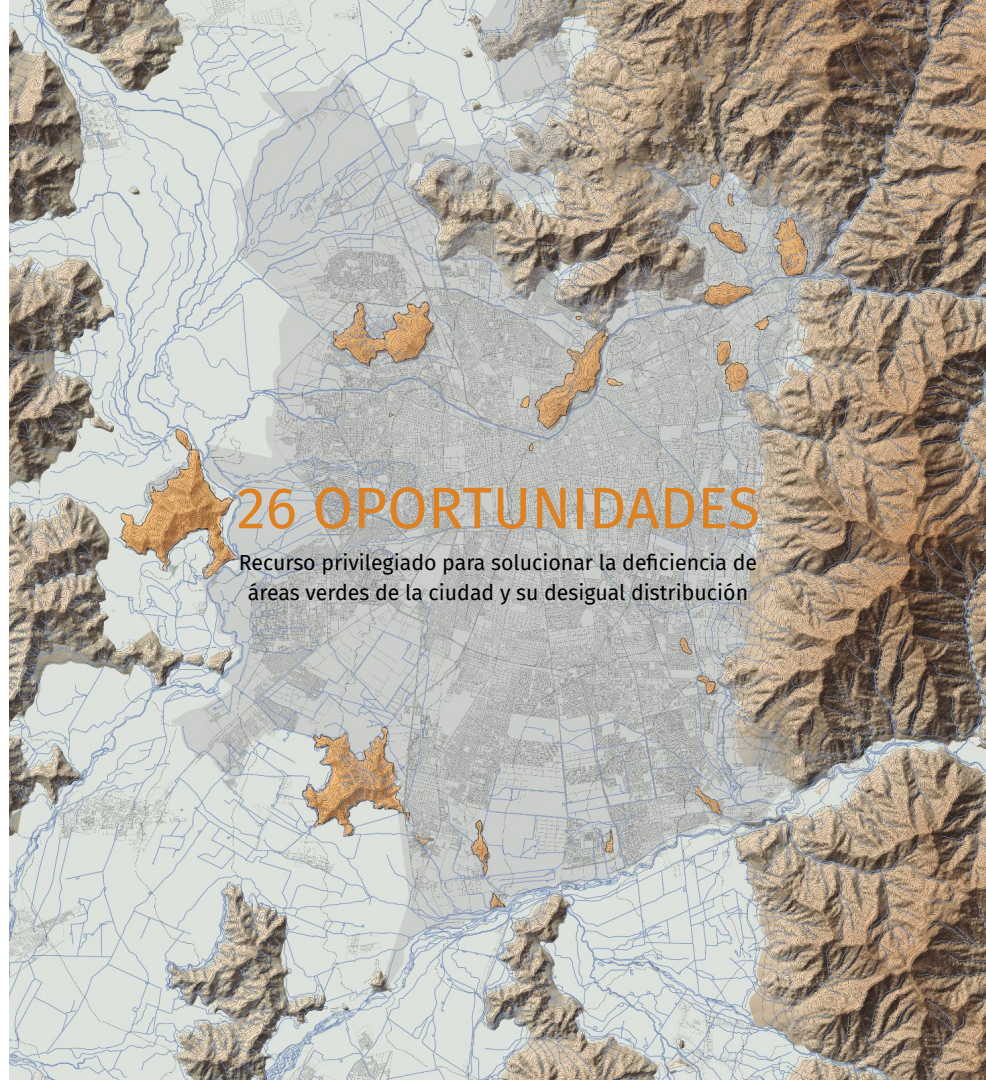 26 OPORTUNIDADES
Recurso privilegiado para solucionar la deficiencia de
áreas verdes de la ciudad y su desigual distribución